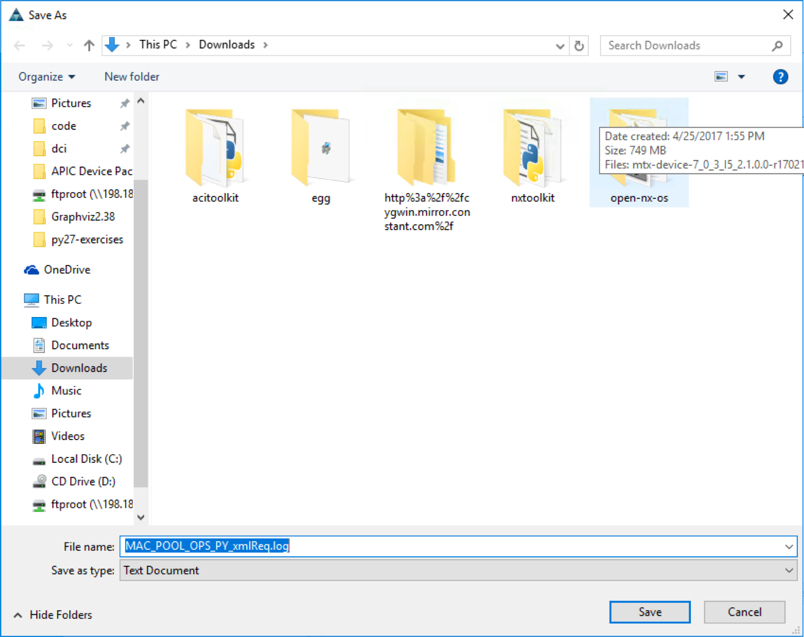 Save As
This PC
Downloads
Search Downloads
Organize
New folder
?
Pictures
code
dci
APIC Device Pac
ftproot (\\198.18
Graphviz2.38
py27-exercises
OneDrive
This PC
Desktop
Documents
Downloads
Music
Pictures
Videos
Local Disk (C:)
CD Drive (D:)
ftproot (\\198.18
acitoolkit
egg
http%3a%2f%2fc
ygwin.mirror.con
stant.com%2f
nxtoolkit
Date created: 4/25/2017 1:55 PM
Size: 749 MB
Files: mtx-device-7_0_3_I5_2.1.0.0-r17021
open-nx-os
File name: MAC_POOL_OPS_PY_xmlReq.log
Save as type: Text Document
Hide Folders
Save
Cancel